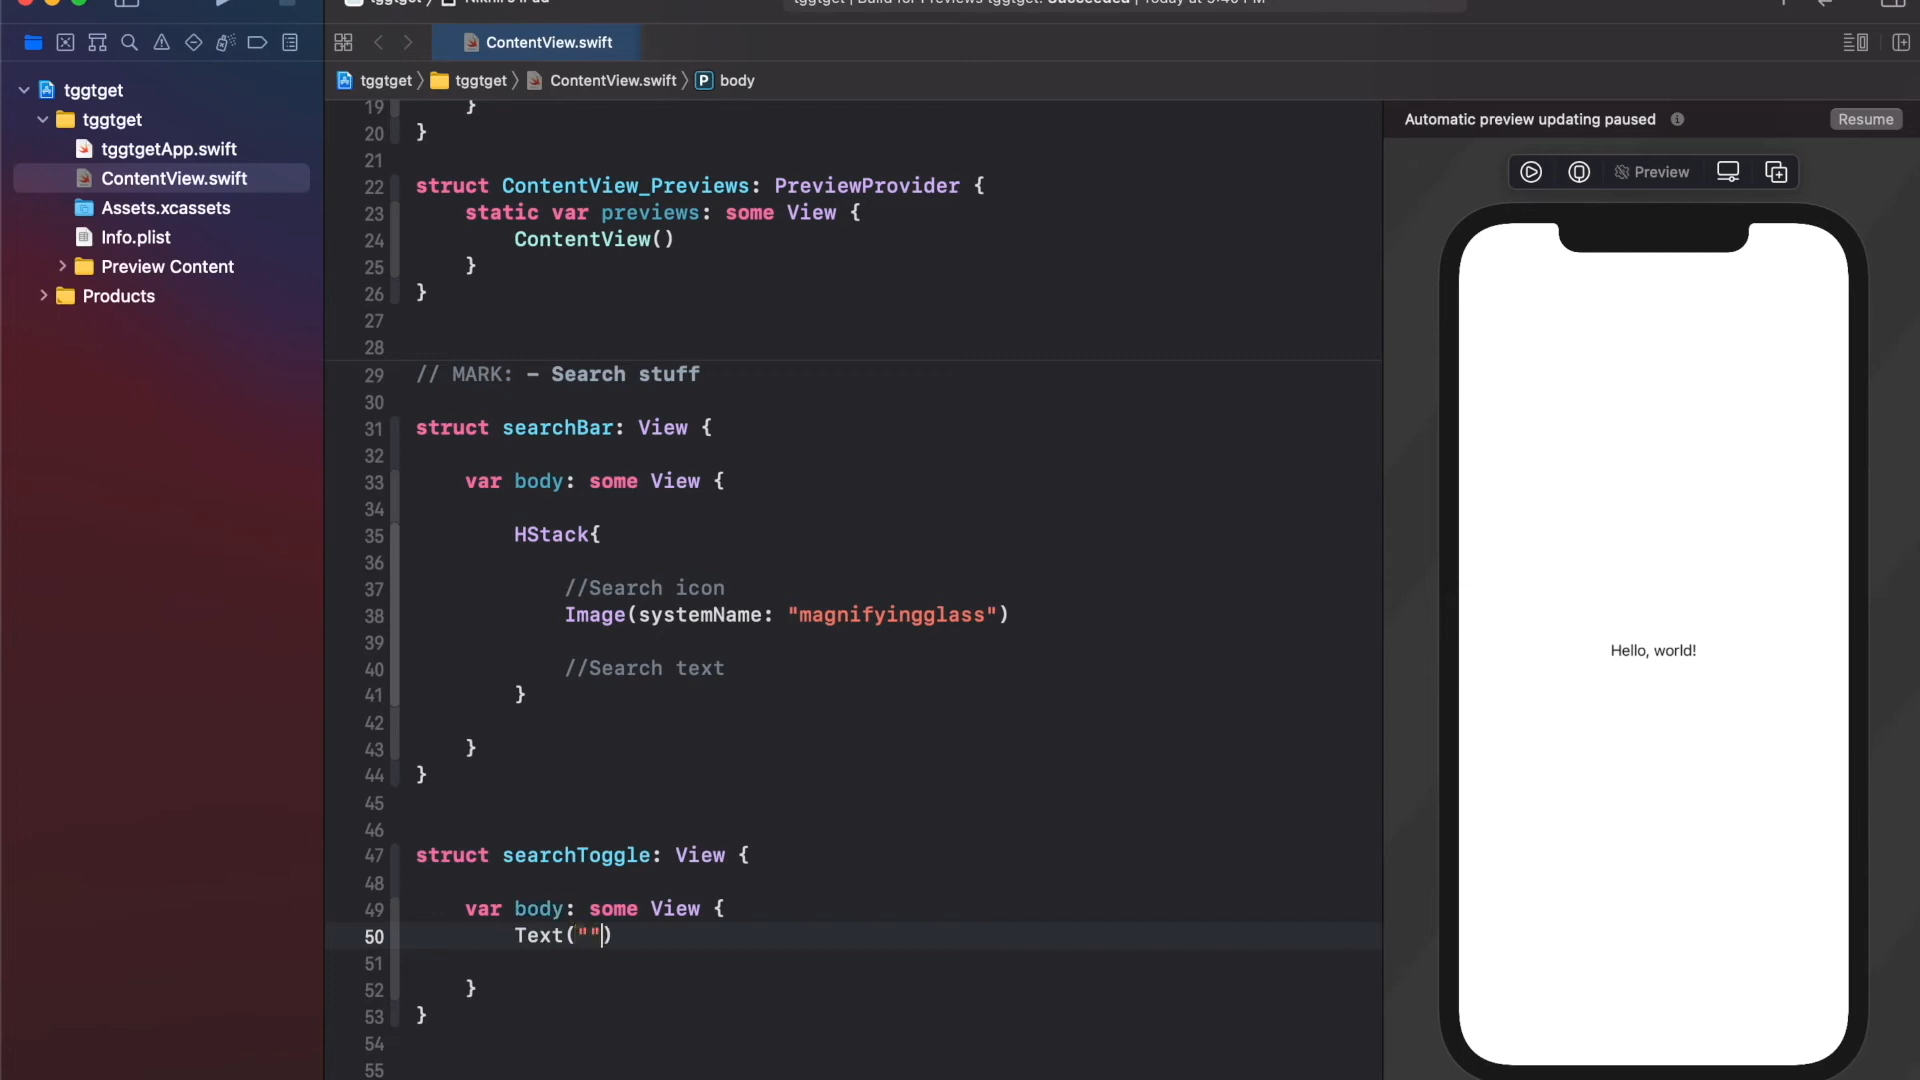 ContentView.swift
tggtget
tggtget
tggtgetApp.swift
ContentView.swift
Assets.xcassets
Info.plist
Preview Content
Products
tggtget 〉 tggtget 〉 ContentView.swift 〉 P body
19 }
20 }
21
22 struct ContentView_Previews: PreviewProvider {
23 static var previews: some View {
24 ContentView()
25 }
26 }
27
28
29 // MARK: - Search stuff
30
31 struct searchBar: View {
32
33 var body: some View {
34
35 HStack{
36
37 //Search icon
38 Image(systemName: "magnifyingglass")
39
40 //Search text
41 }
42
43 }
44 }
45
46
47 struct searchToggle: View {
48
49 var body: some View {
50 Text("")
51
52 }
53 }
54
55
Automatic preview updating paused
Resume
Preview
Hello, world!